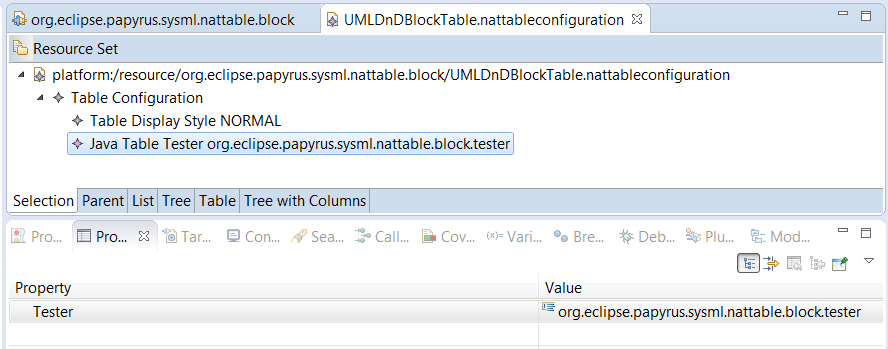 org.eclipse.papyrus.sysml.nattable.block UMLDnDBlockTable.nattableconfiguration
Resource Set
platform:/resource/org.eclipse.papyrus.sysml.nattable.block/UMLDnDBlockTable.nattableconfiguration
Table Configuration
Table Display Style NORMAL
Java Table Tester org.eclipse.papyrus.sysml.nattable.block.tester
Selection Parent List Tree Table Tree with Columns
Pro... Pro... Tar... Con... Sea... Call... Cov... (x)= Vari... Bre... Deb... Plu... Mod...
Property Value
Tester org.eclipse.papyrus.sysml.nattable.block.tester